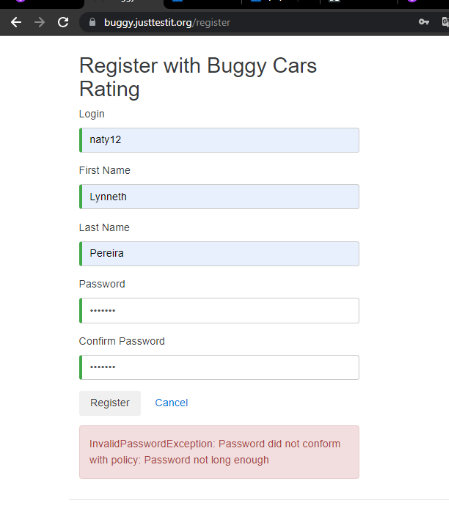 buggy.justtestit.org/register
Register with Buggy Cars
Rating
Login
naty12
First Name
Lynneth
Last Name
Pereira
Password
•••••••
Confirm Password
•••••••
Register Cancel
InvalidPasswordException: Password did not conform
with policy: Password not long enough